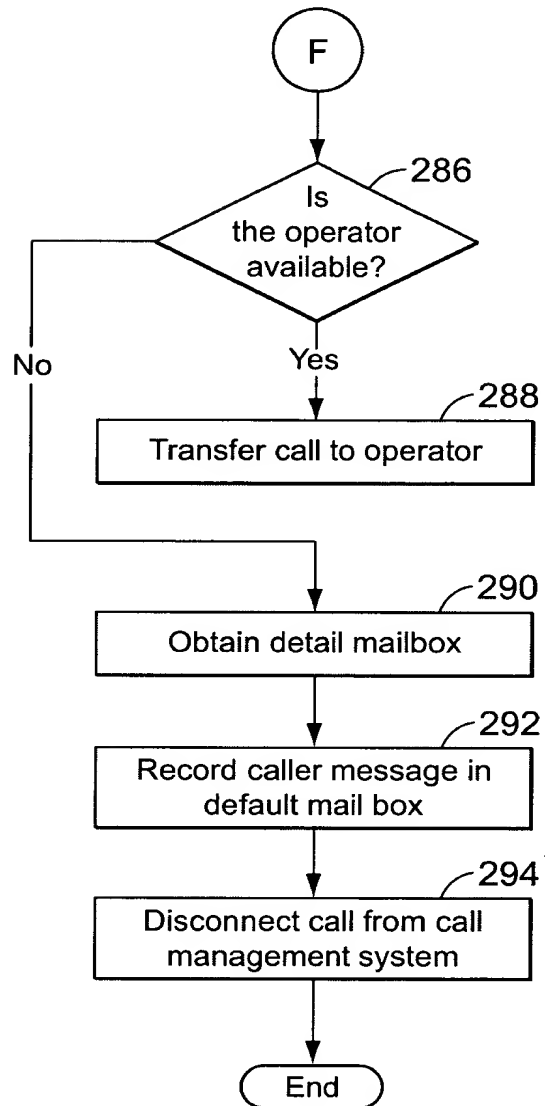 F
286
Is
the operator
available?
No
Yes
288
Transfer call to operator
290
Obtain detail mailbox
292
Record caller message in
default mail box
294
Disconnect call from call
management system
End